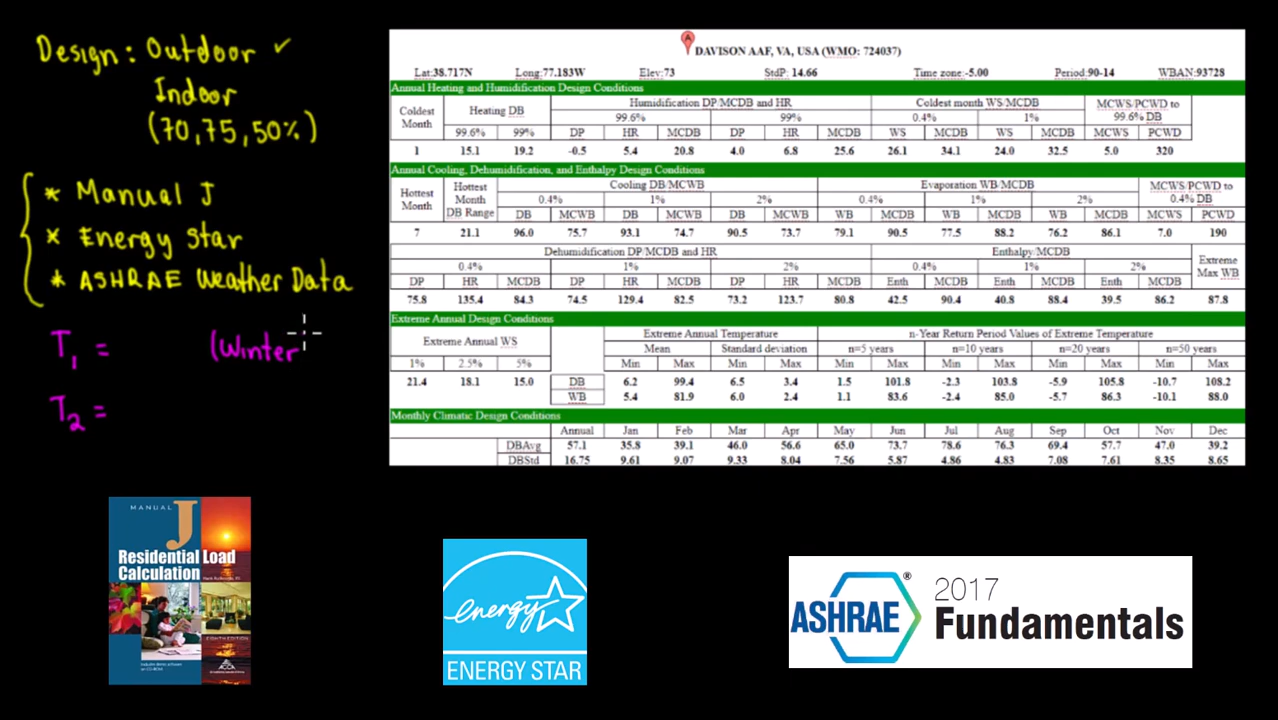 Design: Outdoor ✓
Indoor
(70,75,50%)
* Manual J
* Energy Star
* ASHRAE Weather Data
T1 = (Winter
T2 =
A
DAVISON AAF, VA, USA (WMO: 724037)
Lat:38.717N Long:77.183W Elev:73 StdP: 14.66 Time zone:-5.00 Period:90-14 WBAN:93728
Annual Heating and Humidification Design Conditions
Coldest Month Heating DB Humidification DP/MCDB and HR Coldest month WS/MCDB MCWS/PCWD to 99.6% DB
99.6% 99% 0.4% 1%
99.6% 99% DP HR MCDB DP HR MCDB WS MCDB WS MCDB MCWS PCWD
1 15.1 19.2 -0.5 5.4 20.8 4.0 6.8 25.6 26.1 34.1 24.0 32.5 5.0 320
Annual Cooling, Dehumidification, and Enthalpy Design Conditions
Hottest Month Hottest Month DB Range Cooling DB/MCWB Evaporation WB/MCDB MCWS/PCWD to 0.4% DB
0.4% 1% 2% 0.4% 1% 2%
DB MCWB DB MCWB DB MCWB WB MCDB WB MCDB WB MCDB MCWS PCWD
7 21.1 96.0 75.7 93.1 74.7 90.5 73.7 79.1 90.5 77.5 88.2 76.2 86.1 7.0 190
Dehumidification DP/MCDB and HR Enthalpy/MCDB Extreme Max WB
0.4% 1% 2% 0.4% 1% 2%
DP HR MCDB DP HR MCDB DP HR MCDB Enth MCDB Enth MCDB Enth MCDB
75.8 135.4 84.3 74.5 129.4 82.5 73.2 123.7 80.8 42.5 90.4 40.8 88.4 39.5 86.2 87.8
Extreme Annual Design Conditions
Extreme Annual WS Extreme Annual Temperature n-Year Return Period Values of Extreme Temperature
Mean Standard deviation n=5 years n=10 years n=20 years n=50 years
1% 2.5% 5% Min Max Min Max Min Max Min Max Min Max Min Max
21.4 18.1 15.0 DB 6.2 99.4 6.5 3.4 1.5 101.8 -2.3 103.8 -5.9 105.8 -10.7 108.2
WB 5.4 81.9 6.0 2.4 1.1 83.6 -2.4 85.0 -5.7 86.3 -10.1 88.0
Monthly Climatic Design Conditions
Annual Jan Feb Mar Apr May Jun Jul Aug Sep Oct Nov Dec
DBAvg 57.1 35.8 39.1 46.0 56.6 65.0 73.7 78.6 76.3 69.4 57.7 47.0 39.2
DBStd 16.75 9.61 9.07 9.33 8.04 7.56 5.87 4.86 4.83 7.08 7.61 8.35 8.65
MANUAL J
Residential Load
Calculation
EIGHTH EDITION
ACCA
energy
ENERGY STAR
ASHRAE ®
2017
Fundamentals